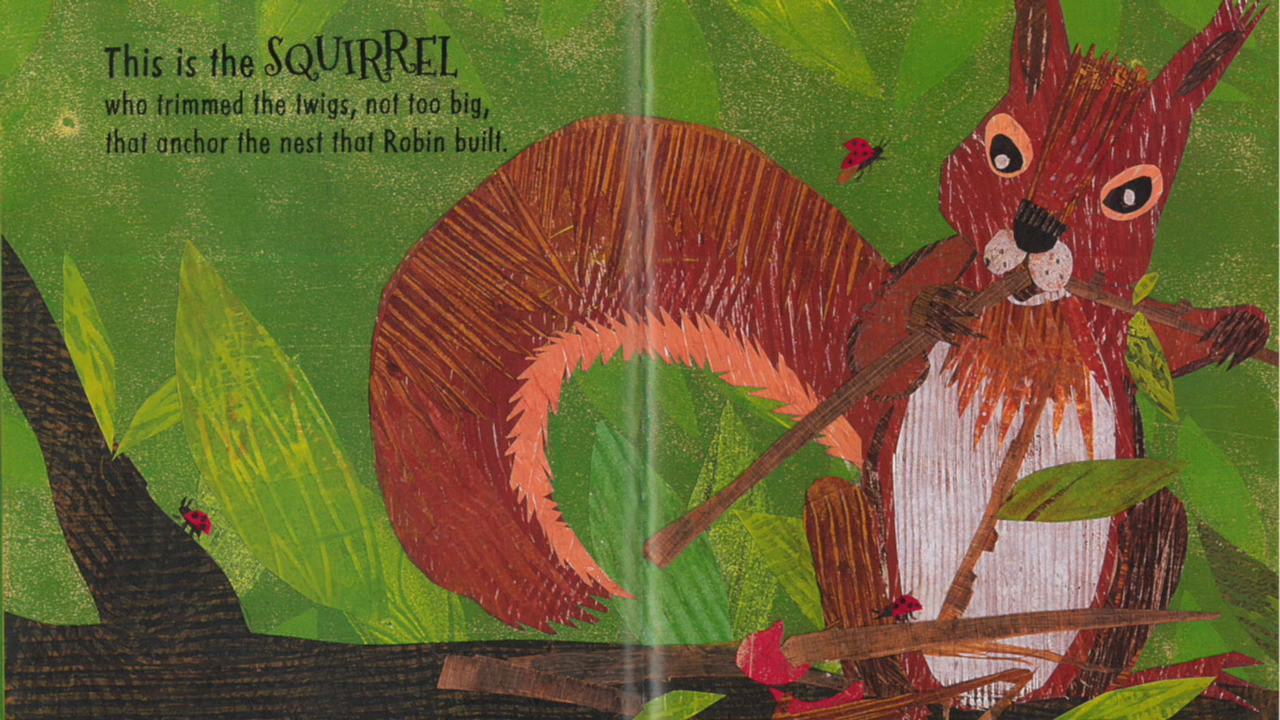 This is the SQUIRREL
who trimmed the twigs, not too big,
that anchor the nest that Robin built.